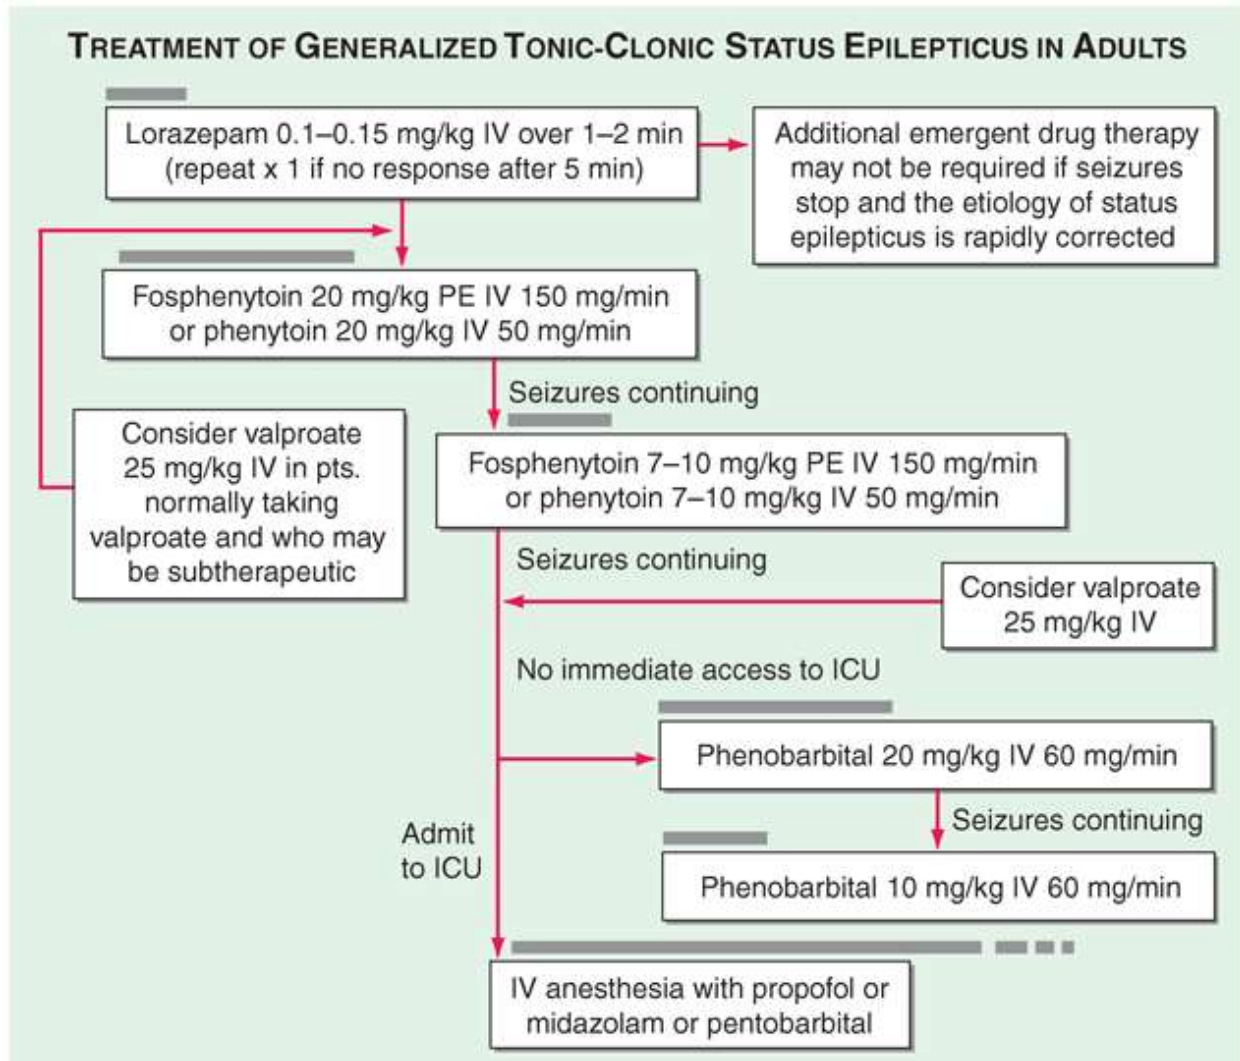 TREATMENT OF GENERALIZED TONIC-CLONIC STATUS EPILEPTICUS IN ADULTS
Lorazepam 0.1–0.15 mg/kg IV over 1–2 min
(repeat x 1 if no response after 5 min)
Additional emergent drug therapy
may not be required if seizures
stop and the etiology of status
epilepticus is rapidly corrected
Fosphenytoin 20 mg/kg PE IV 150 mg/min
or phenytoin 20 mg/kg IV 50 mg/min
Seizures continuing
Consider valproate
25 mg/kg IV in pts.
normally taking
valproate and who may
be subtherapeutic
Fosphenytoin 7–10 mg/kg PE IV 150 mg/min
or phenytoin 7–10 mg/kg IV 50 mg/min
Seizures continuing
Consider valproate
25 mg/kg IV
No immediate access to ICU
Phenobarbital 20 mg/kg IV 60 mg/min
Seizures continuing
Admit
to ICU
Phenobarbital 10 mg/kg IV 60 mg/min
IV anesthesia with propofol or
midazolam or pentobarbital